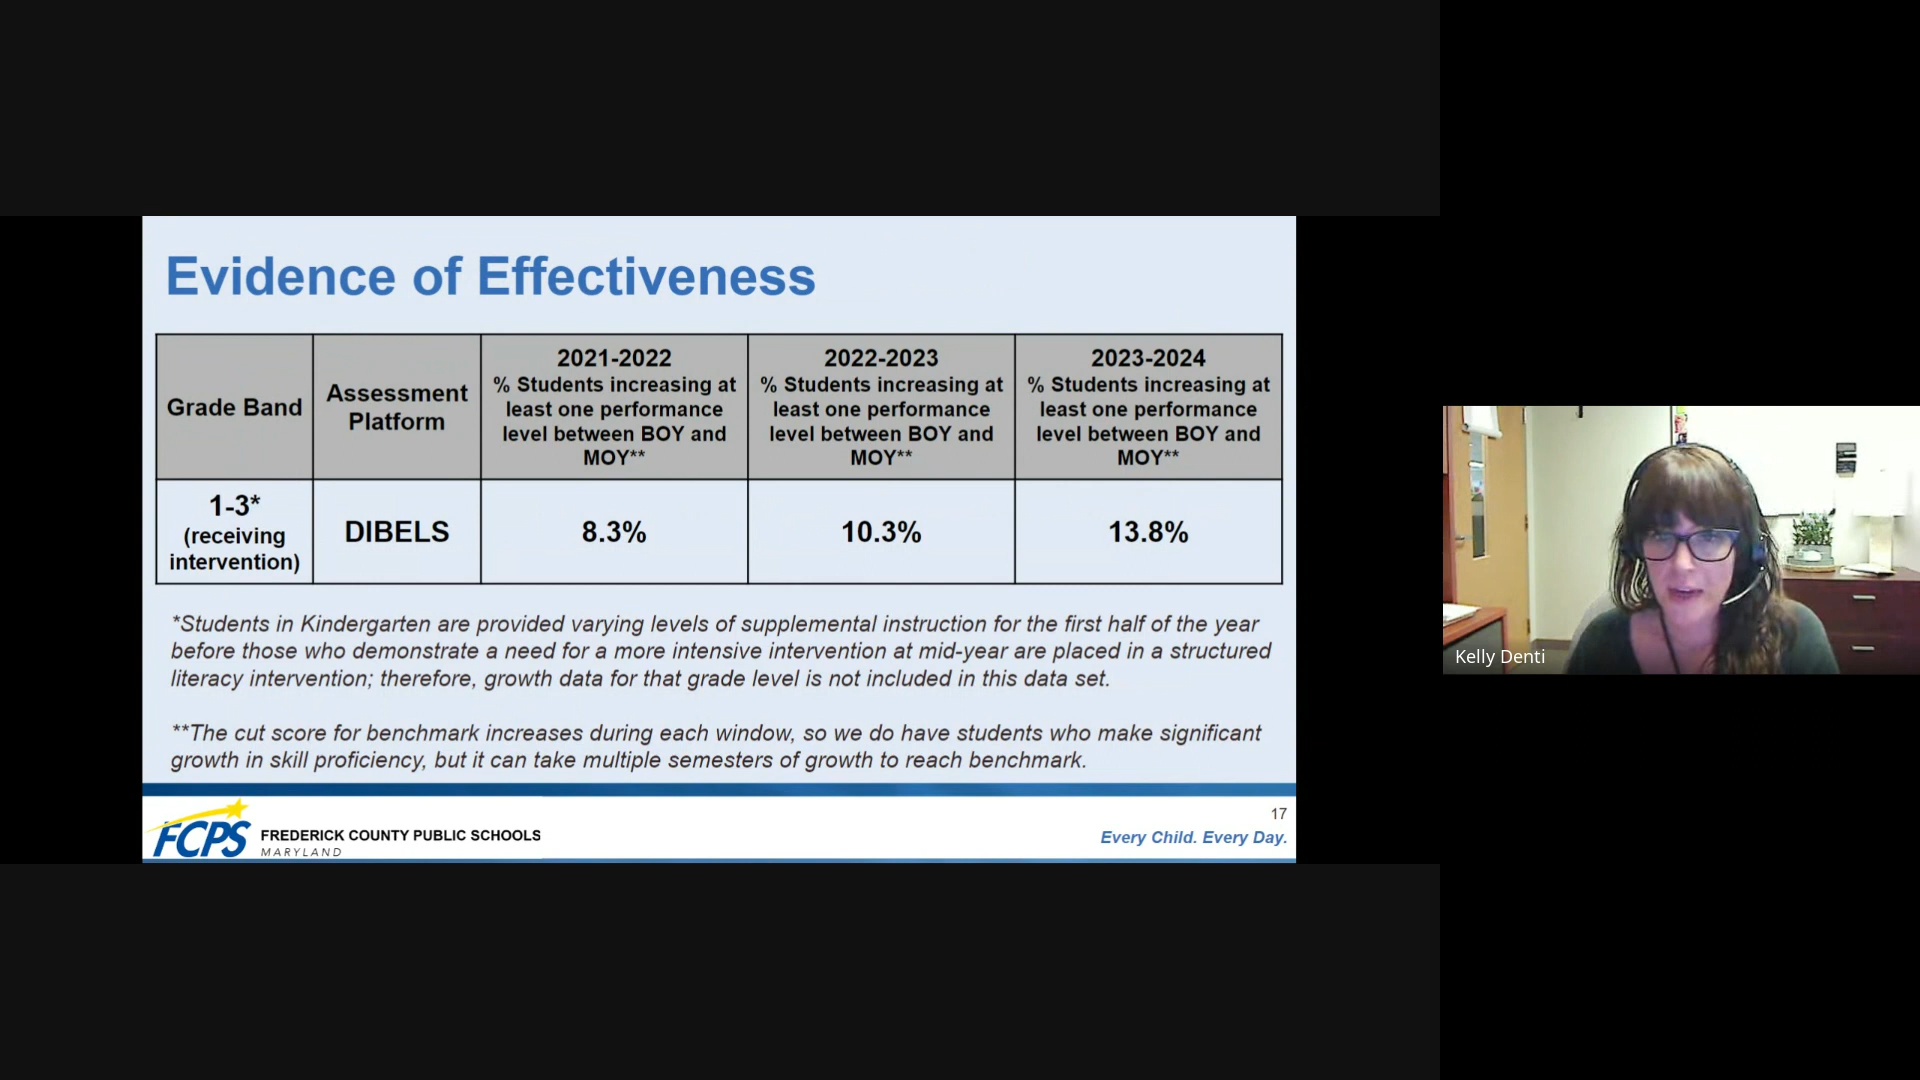 Evidence of Effectiveness
Grade Band
Assessment
Platform
2021-2022
% Students increasing at
least one performance
level between BOY and
MOY**
2022-2023
% Students increasing at
least one performance
level between BOY and
MOY**
2023-2024
% Students increasing at
least one performance
level between BOY and
MOY**
1-3*
(receiving
intervention)
DIBELS
8.3%
10.3%
13.8%
*Students in Kindergarten are provided varying levels of supplemental instruction for the first half of the year
before those who demonstrate a need for a more intensive intervention at mid-year are placed in a structured
literacy intervention; therefore, growth data for that grade level is not included in this data set.
**The cut score for benchmark increases during each window, so we do have students who make significant
growth in skill proficiency, but it can take multiple semesters of growth to reach benchmark.
FCPS
FREDERICK COUNTY PUBLIC SCHOOLS
MARYLAND
17
Every Child. Every Day.
Kelly Denti